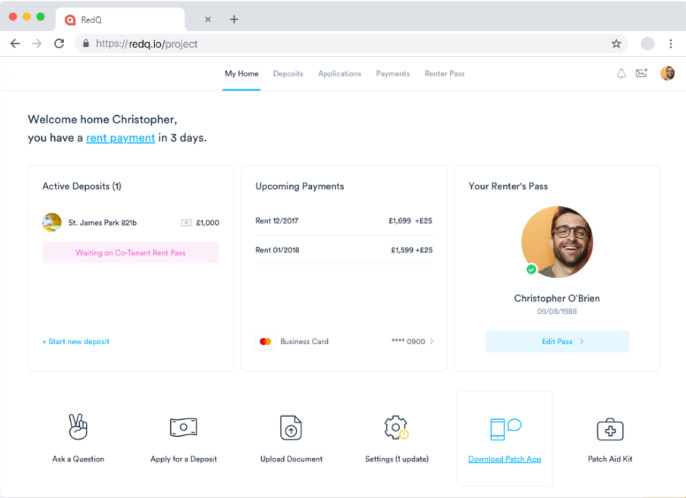 RedQ
https://redq.io/project
My Home Deposits Applications Payments Renter Pass
Welcome home Christopher,
you have a rent payment in 3 days.
Active Deposits (1)
St. James Park 821b £1,000
Waiting on Co-Tenant Rent Pass
+ Start new deposit
Upcoming Payments
Rent 12/2017 £1,699 +£25
Rent 01/2018 £1,599 +£25
Business Card **** 0900
Your Renter's Pass
Christopher O'Brien
09/08/1988
Edit Pass
Ask a Question
Apply for a Deposit
Upload Document
Settings (1 update)
Download Patch App
Patch Aid Kit